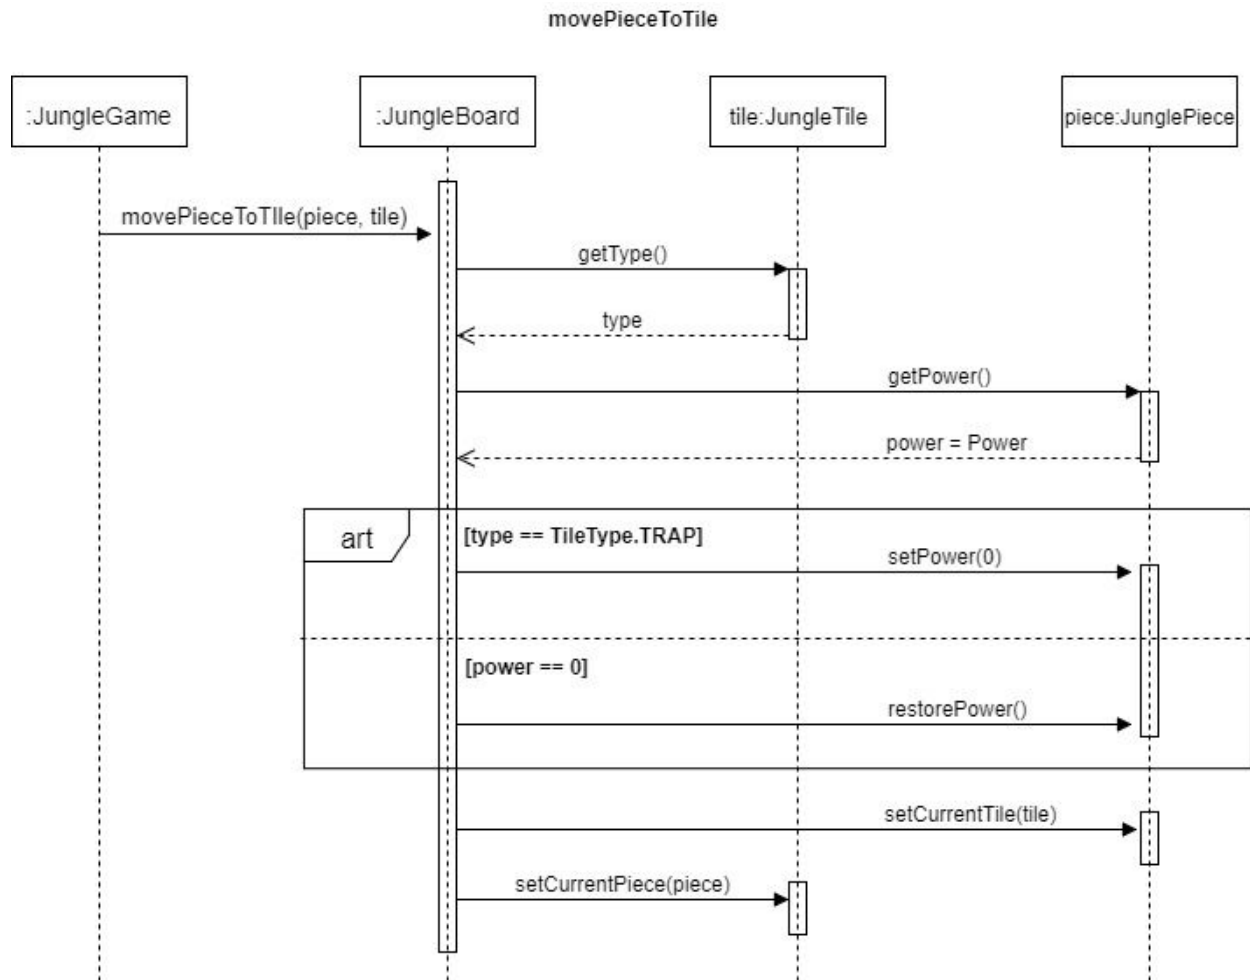 movePieceToTile
:JungleGame
:JungleBoard
tile:JungleTile
piece:JunglePiece
movePieceToTIle(piece, tile)
getType()
type
getPower()
power = Power
art
[type == TileType.TRAP]
setPower(0)
[power == 0]
restorePower()
setCurrentTile(tile)
setCurrentPiece(piece)